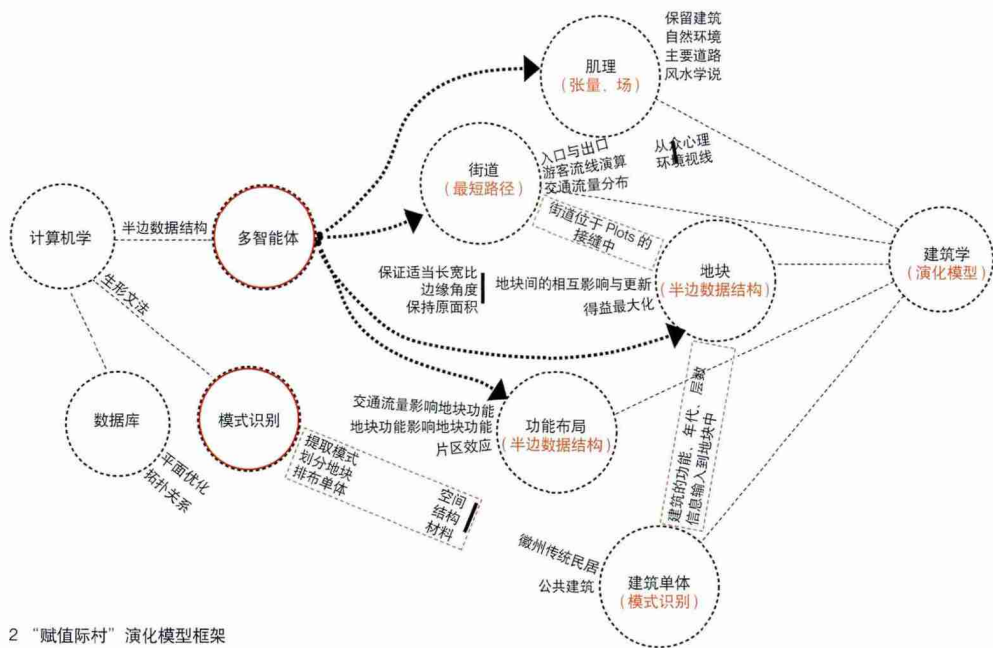 保留建筑
自然环境
主要道路
风水学说
肌理
（张量、场）
从众心理
环境视线
入口与出口
游客流线演算
交通流量分布
街道
（最短路径）
街道位于 Plots 的
接缝中
计算机学
半边数据结构
多智能体
建筑学
（演化模型）
地块
（半边数据结构）
保证适当长宽比
边缘角度
保持原面积
地块间的相互影响与更新
得益最大化
生形文法
数据库
平面优化
拓扑关系
模式识别
提取模式
划分地块
排布单体
空间
结构
材料
交通流量影响地块功能
地块功能影响地块功能
片区效应
功能布局
（半边数据结构）
建筑的功能、年代、层数
信息输入到地块中
徽州传统民居
公共建筑
建筑单体
（模式识别）
2 “赋值际村”演化模型框架